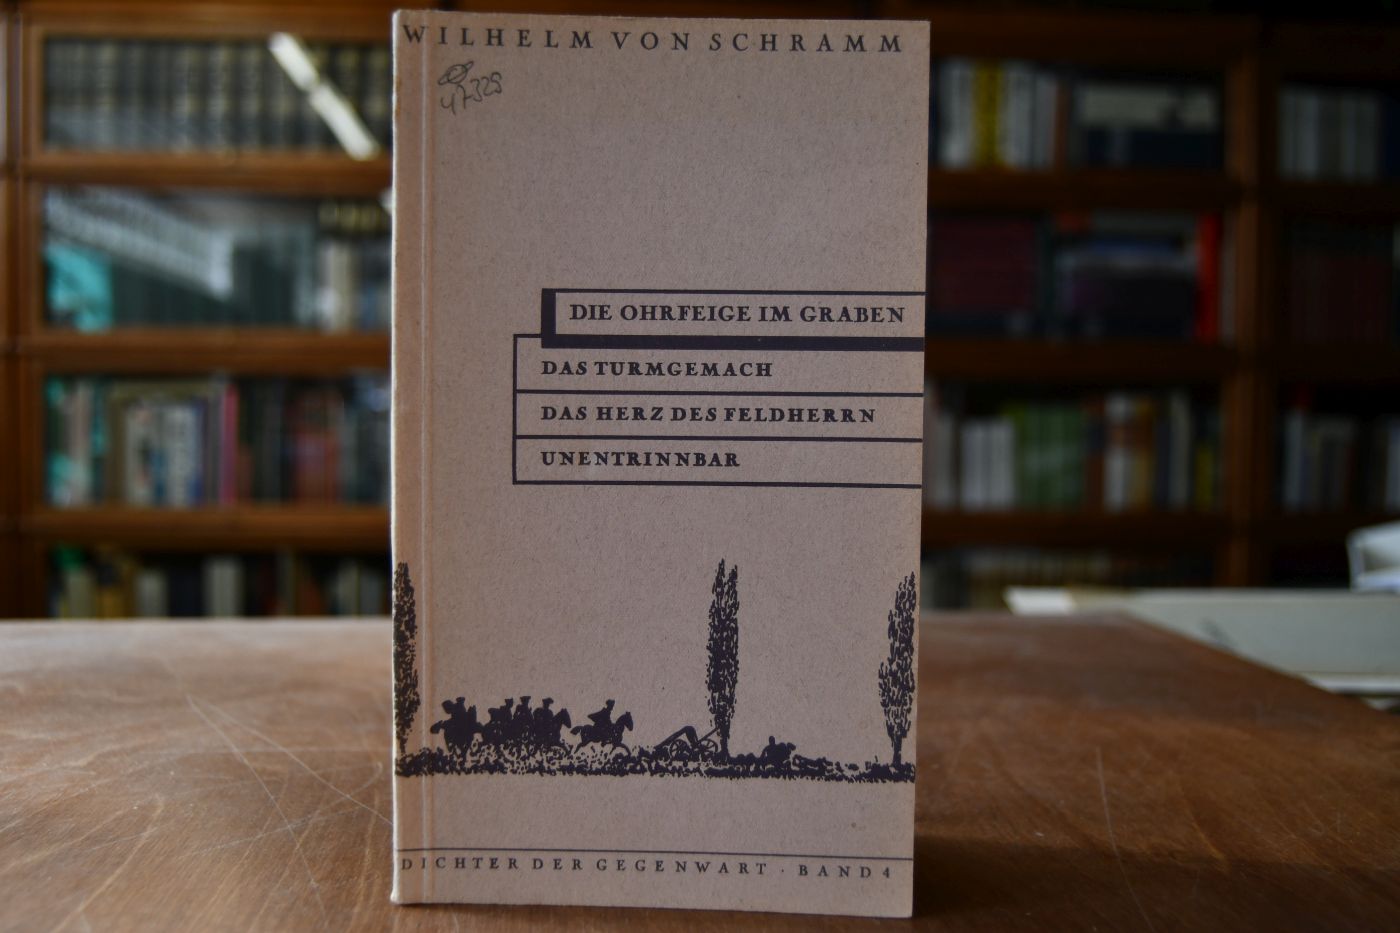 WILHELM VON SCHRAMM
47329
DIE OHRFEIGE IM GRABEN
DAS TURMGEMACH
DAS HERZ DES FELDHERRN
UNENTRINNBAR
DICHTER DER GEGENWART · BAND 4